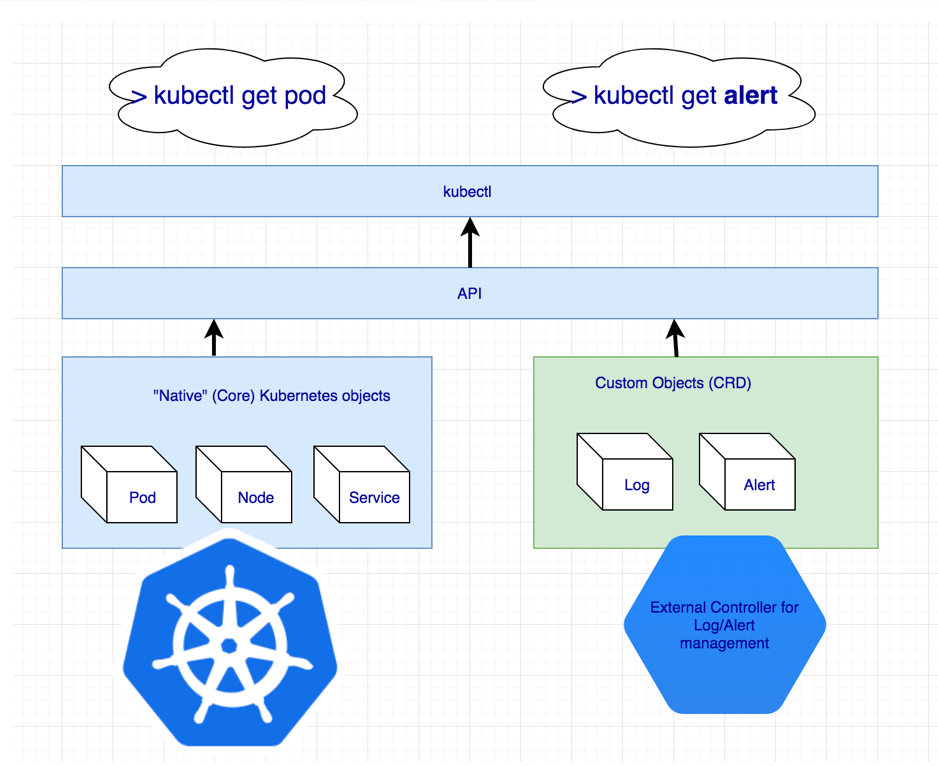 > kubectl get pod
> kubectl get alert
kubectl
API
"Native" (Core) Kubernetes objects
Custom Objects (CRD)
Pod
Node
Service
Log
Alert
External Controller for
Log/Alert
management